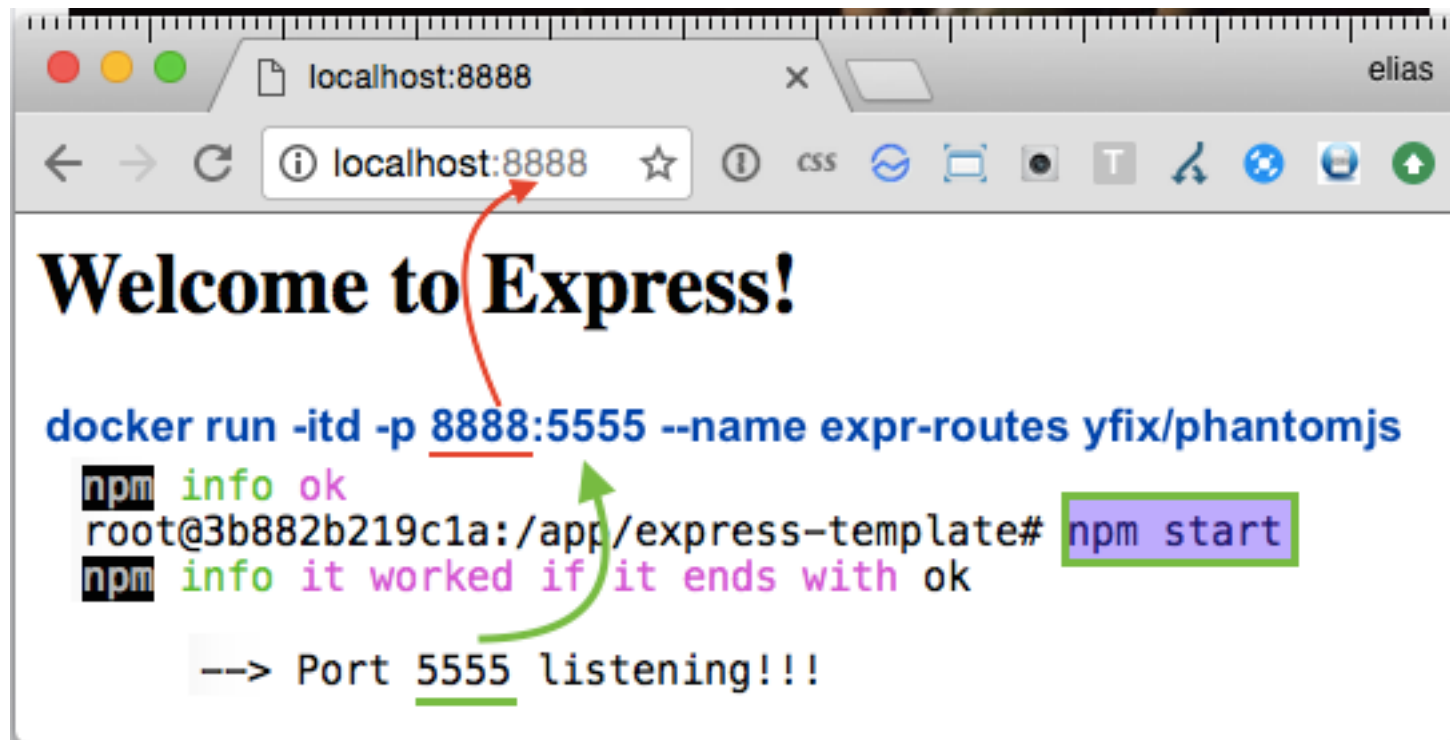 localhost:8888
elias
localhost:8888
css
T
Welcome to Express!
docker run -itd -p 8888:5555 --name expr-routes yfix/phantomjs
npm info ok
root@3b882b219c1a:/app/express-template# npm start
npm info it worked if it ends with ok
--> Port 5555 listening!!!